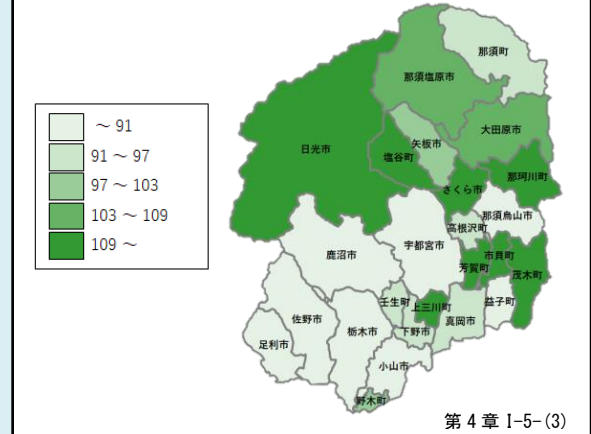 ～ 91
91 ～ 97
97 ～ 103
103 ～ 109
109 ～
那須町
那須塩原市
大田原市
矢板市
日光市
塩谷町
那珂川町
さくら市
那須烏山市
高根沢町
宇都宮市
鹿沼市
市貝町
芳賀町
茂木町
壬生町
上三川町
益子町
真岡市
佐野市
栃木市
下野市
足利市
小山市
野木町
第４章 Ⅰ-5-(3)